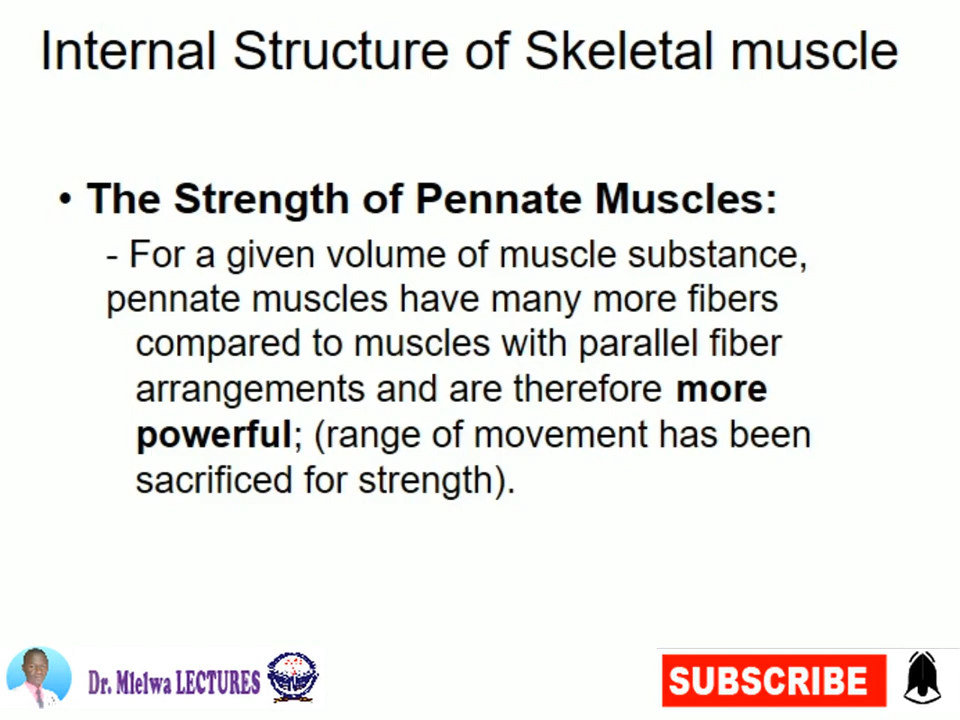 Internal Structure of Skeletal muscle
• The Strength of Pennate Muscles:
- For a given volume of muscle substance,
pennate muscles have many more fibers
compared to muscles with parallel fiber
arrangements and are therefore more
powerful; (range of movement has been
sacrificed for strength).
Dr. Mlelwa LECTURES
SUBSCRIBE